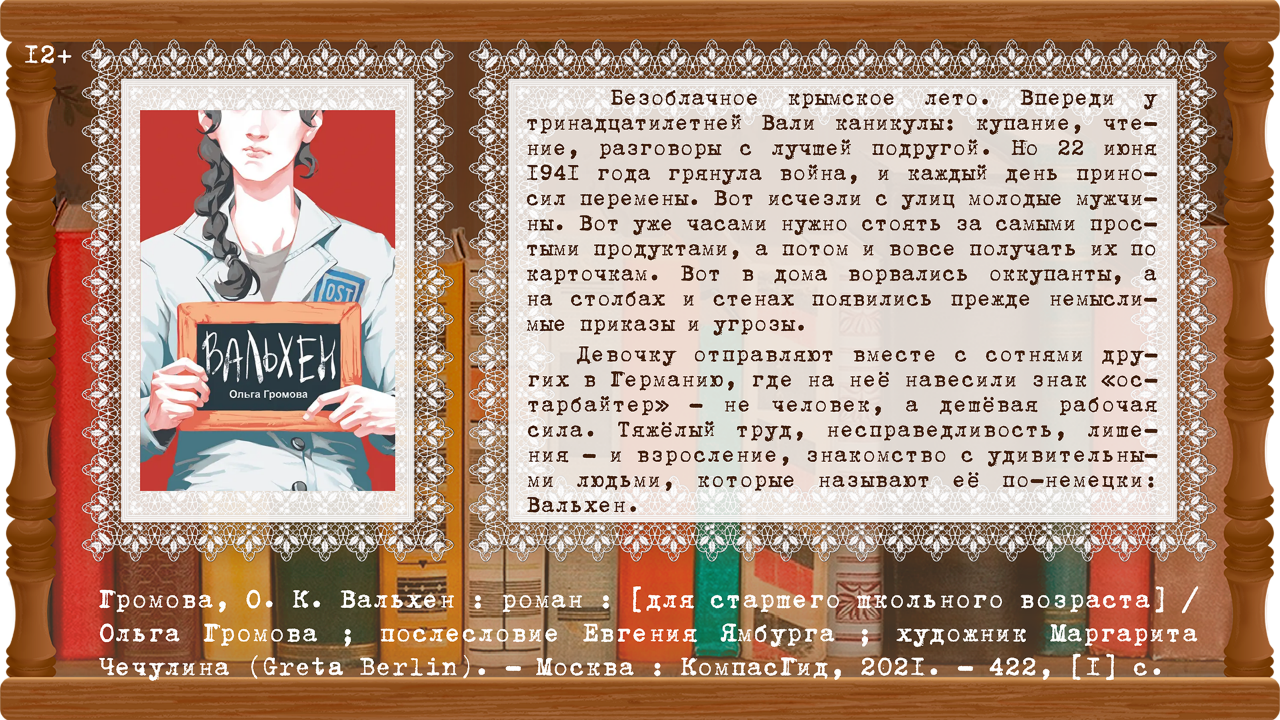 12+
OST
ВАЛЬХЕН
Ольга Громова
Безоблачное крымское лето. Впереди у
тринадцатилетней Вали каникулы: купание, чте-
ние, разговоры с лучшей подругой. Но 22 июня
1941 года грянула война, и каждый день прино-
сил перемены. Вот исчезли с улиц молодые мужчи-
ны. Вот уже часами нужно стоять за самыми прос-
тыми продуктами, а потом и вовсе получать их по
карточкам. Вот в дома ворвались оккупанты, а
на столбах и стенах появились прежде немысли-
мые приказы и угрозы.
Девочку отправляют вместе с сотнями дру-
гих в Германию, где на неё навесили знак «ос-
тарбайтер» – не человек, а дешёвая рабочая
сила. Тяжёлый труд, несправедливость, лише-
ния – и взросление, знакомство с удивительны-
ми людьми, которые называют её по-немецки:
Вальхен.
Громова, О. К. Вальхен : роман : [для старшего школьного возраста] /
Ольга Громова ; послесловие Евгения Ямбурга ; художник Маргарита
Чечулина (Greta Berlin). – Москва : КомпасГид, 2021. – 422, [1] с.